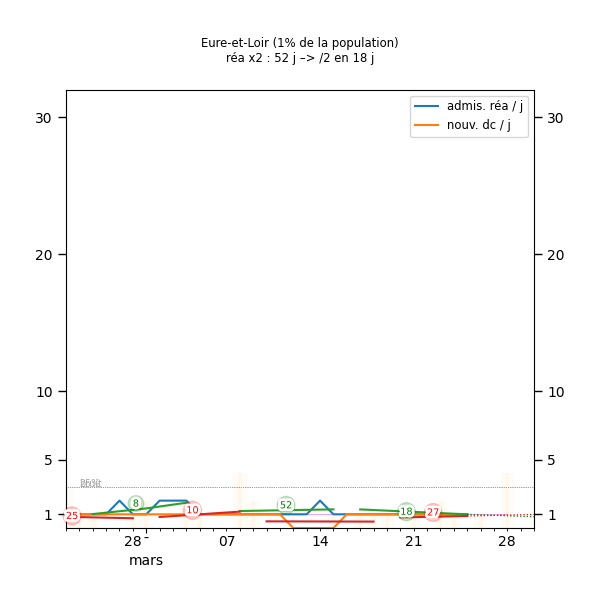 Eure-et-Loir (1% de la population)
réa x2 : 52 j –> /2 en 18 j
admis. réa / j
nouv. dc / j
30 30
20 20
10 10
5 5
8 52
25 10 18 27
1 1
28 07 14 21 28
mars